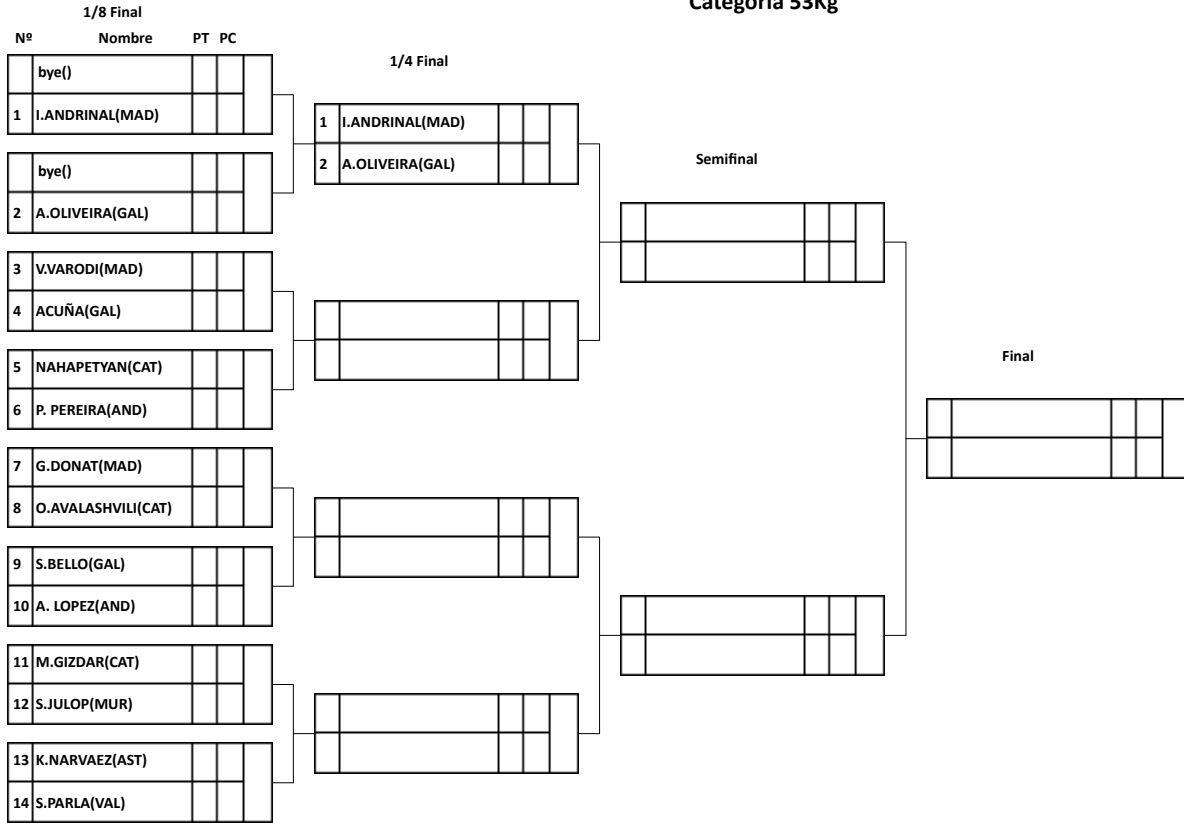 Categoria 53Kg
1/8 Final
Nº Nombre PT PC
bye()
1 I.ANDRINAL(MAD)
bye()
2 A.OLIVEIRA(GAL)
3 V.VARODI(MAD)
4 ACUÑA(GAL)
5 NAHAPETYAN(CAT)
6 P. PEREIRA(AND)
7 G.DONAT(MAD)
8 O.AVALASHVILI(CAT)
9 S.BELLO(GAL)
10 A. LOPEZ(AND)
11 M.GIZDAR(CAT)
12 S.JULOP(MUR)
13 K.NARVAEZ(AST)
14 S.PARLA(VAL)
1/4 Final
1 I.ANDRINAL(MAD)
2 A.OLIVEIRA(GAL)
Semifinal
Final